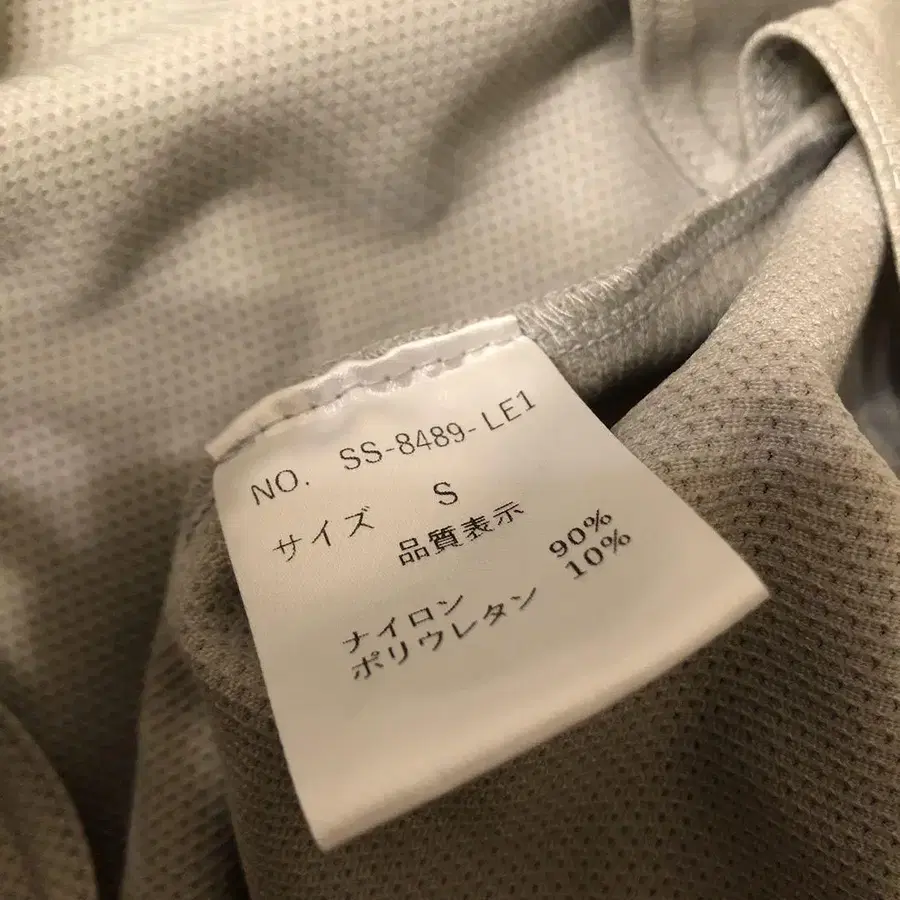 NO. SS-8489-LE1
サイズ S
品質表示
ナイロン 90%
ポリウレタン 10%